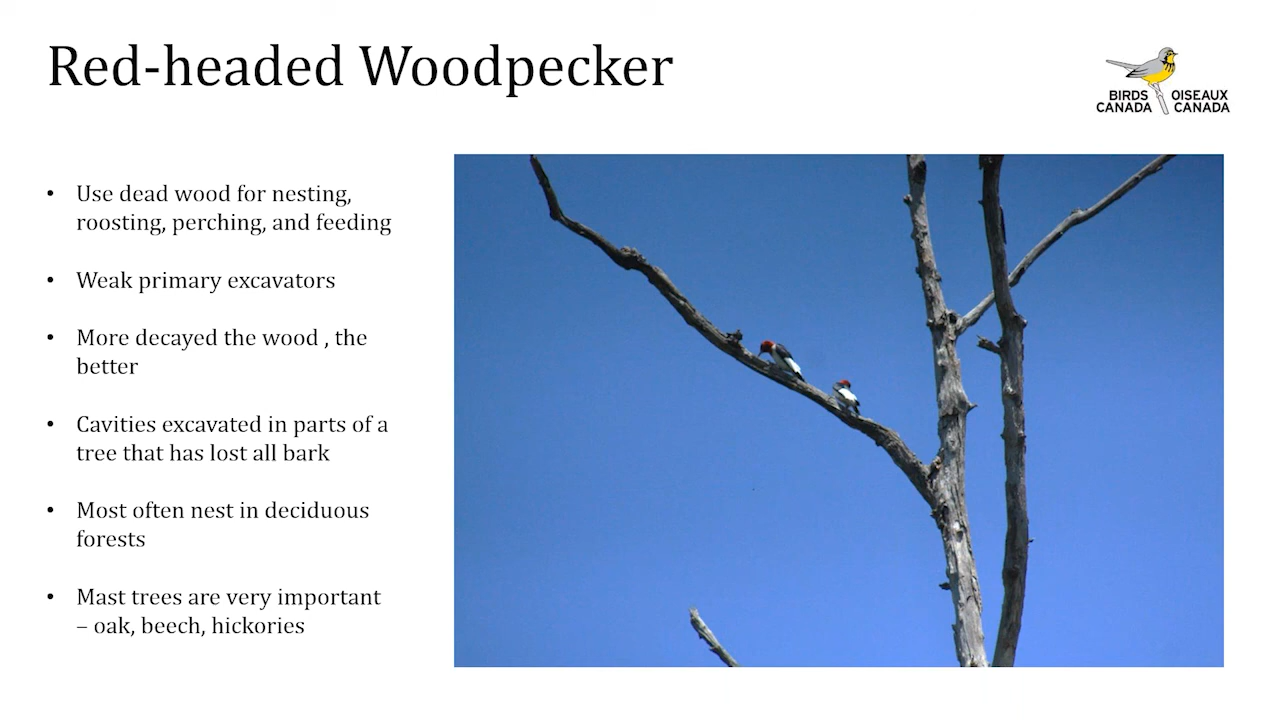 Red-headed Woodpecker
BIRDS CANADA
OISEAUX CANADA
• Use dead wood for nesting,
roosting, perching, and feeding
• Weak primary excavators
• More decayed the wood , the
better
• Cavities excavated in parts of a
tree that has lost all bark
• Most often nest in deciduous
forests
• Mast trees are very important
– oak, beech, hickories